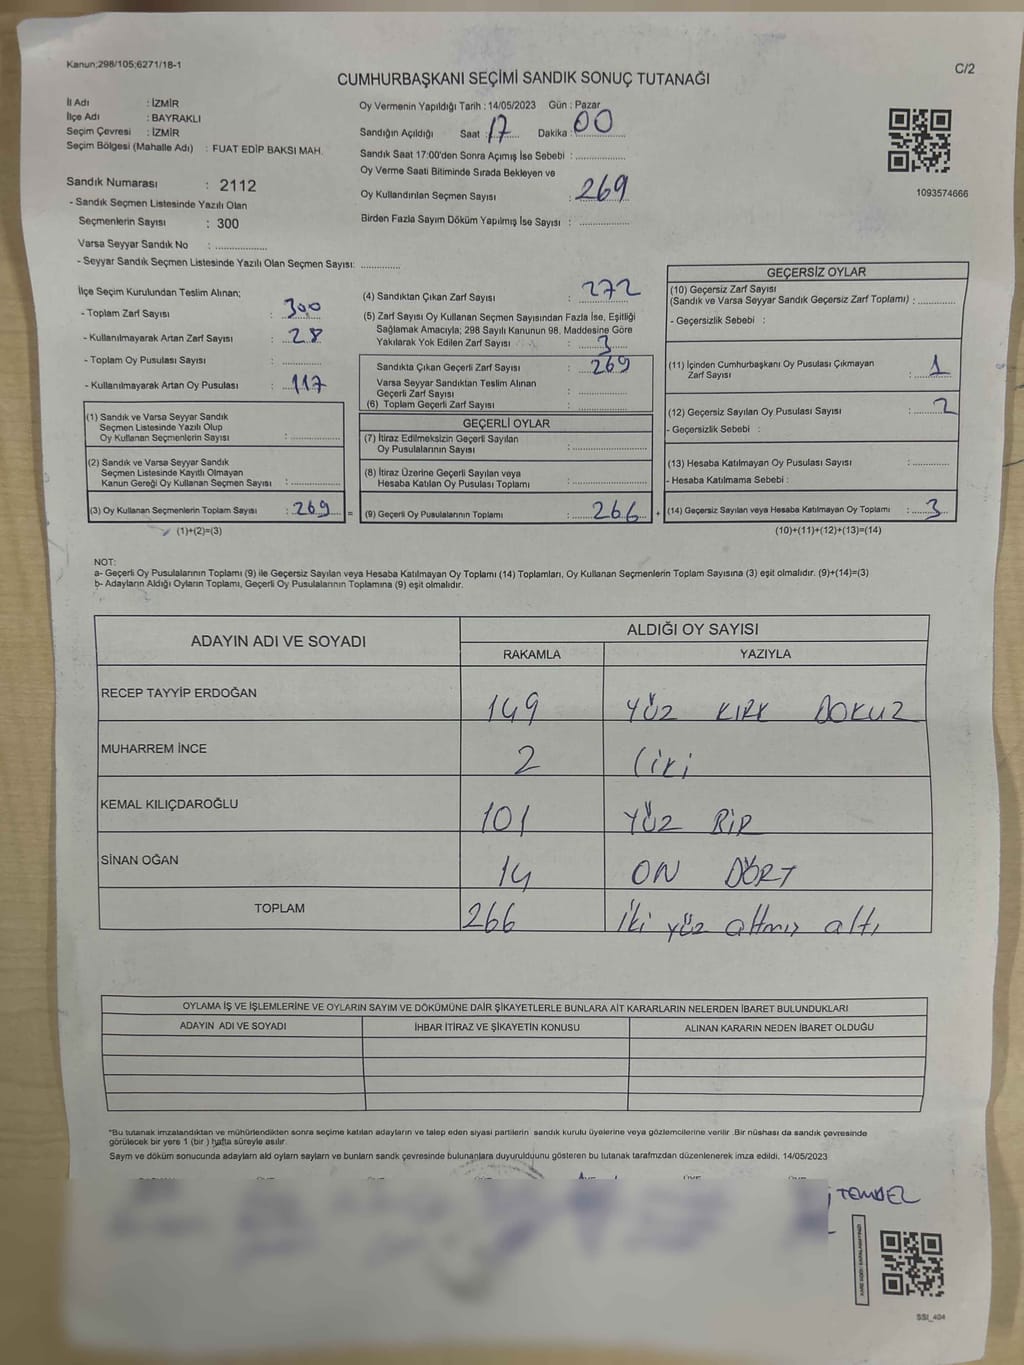 Kanun;298/105;6271/18-1
C/2
CUMHURBAŞKANI SEÇİMİ SANDIK SONUÇ TUTANAĞI
İl Adı : İZMİR
İlçe Adı : BAYRAKLI
Seçim Çevresi : İZMİR
Seçim Bölgesi (Mahalle Adı) : FUAT EDİP BAKSI MAH.
Sandık Numarası : 2112
- Sandık Seçmen Listesinde Yazılı Olan
Seçmenlerin Sayısı : 300
Varsa Seyyar Sandık No : ..................
- Seyyar Sandık Seçmen Listesinde Yazılı Olan Seçmen Sayısı: .............
Oy Vermenin Yapıldığı Tarih : 14/05/2023 Gün : Pazar
Sandığın Açıldığı Saat : 17 Dakika : 00
Sandık Saat 17:00'den Sonra Açımış İse Sebebi : ................
Oy Verme Saati Bitiminde Sırada Bekleyen ve
Oy Kullandırılan Seçmen Sayısı : 269
Birden Fazla Sayım Döküm Yapılmış İse Sayısı : ................
1093574666
İlçe Seçim Kurulundan Teslim Alınan;
- Toplam Zarf Sayısı : 300
- Kullanılmayarak Artan Zarf Sayısı : 28
- Toplam Oy Pusulası Sayısı : .............
- Kullanılmayarak Artan Oy Pusulası : 117
(1) Sandık ve Varsa Seyyar Sandık
Seçmen Listesinde Yazılı Olup
Oy Kullanan Seçmenlerin Sayısı : ................
(2) Sandık ve Varsa Seyyar Sandık
Seçmen Listesinde Kayıtlı Olmayan
Kanun Gereği Oy Kullanan Seçmen Sayısı : ................
(3) Oy Kullanan Seçmenlerin Toplam Sayısı : 269 =
(1)+(2)=(3)
(4) Sandıktan Çıkan Zarf Sayısı : 272
(5) Zarf Sayısı Oy Kullanan Seçmen Sayısından Fazla İse, Eşitliği
Sağlamak Amacıyla; 298 Sayılı Kanunun 98. Maddesine Göre
Yakılarak Yok Edilen Zarf Sayısı : 3
Sandıkta Çıkan Geçerli Zarf Sayısı : 269
Varsa Seyyar Sandıktan Teslim Alınan
Geçerli Zarf Sayısı : ................
(6) Toplam Geçerli Zarf Sayısı : ................
GEÇERLİ OYLAR
(7) İtiraz Edilmeksizin Geçerli Sayılan
Oy Pusulalarının Sayısı : ................
(8) İtiraz Üzerine Geçerli Sayılan veya
Hesaba Katılan Oy Pusulası Toplamı : ................
(9) Geçerli Oy Pusulalarının Toplamı : 266 +
GEÇERSİZ OYLAR
(10) Geçersiz Zarf Sayısı
(Sandık ve Varsa Seyyar Sandık Geçersiz Zarf Toplamı) : .............
- Geçersizlik Sebebi :
(11) İçinden Cumhurbaşkanı Oy Pusulası Çıkmayan
Zarf Sayısı : 1
(12) Geçersiz Sayılan Oy Pusulası Sayısı : 2
- Geçersizlik Sebebi :
(13) Hesaba Katılmayan Oy Pusulası Sayısı : .............
- Hesaba Katılmama Sebebi :
(14) Geçersiz Sayılan veya Hesaba Katılmayan Oy Toplamı : 3
(10)+(11)+(12)+(13)=(14)
NOT:
a- Geçerli Oy Pusulalarının Toplamı (9) ile Geçersiz Sayılan veya Hesaba Katılmayan Oy Toplamı (14) Toplamları, Oy Kullanan Seçmenlerin Toplam Sayısına (3) eşit olmalıdır. (9)+(14)=(3)
b- Adayların Aldığı Oyların Toplamı, Geçerli Oy Pusulalarının Toplamına (9) eşit olmalıdır.
ADAYIN ADI VE SOYADI ALDIĞI OY SAYISI
RAKAMLA YAZIYLA
RECEP TAYYİP ERDOĞAN 149 YÜZ KIRK DOKUZ
MUHARREM İNCE 2 (iki
KEMAL KILIÇDAROĞLU 101 YÜZ BİR
SİNAN OĞAN 14 ON DÖRT
TOPLAM 266 İki yüz altmış altı
OYLAMA İŞ VE İŞLEMLERİNE VE OYLARIN SAYIM VE DÖKÜMÜNE DAİR ŞİKAYETLERLE BUNLARA AİT KARARLARIN NELERDEN İBARET BULUNDUKLARI
ADAYIN ADI VE SOYADI İHBAR İTİRAZ VE ŞİKAYETİN KONUSU ALINAN KARARIN NEDEN İBARET OLDUĞU
*Bu tutanak imzalandıktan ve mühürlendikten sonra seçime katılan adayların ve talep eden siyasi partilerin sandık kurulu üyelerine veya gözlemcilerine verilir .Bir nüshası da sandık çevresinde
görülecek bir yere 1 (bir ) hafta süreyle asılır.
Saym ve döküm sonucunda adaylarn ald oylarn saylarn ve bunlarn sandk çevresinde bulunanlara duyurulduunu gösteren bu tutanak tarafmzdan düzenlenerek imza edildi, 14/05/2023
TEMDEL
SSI_404